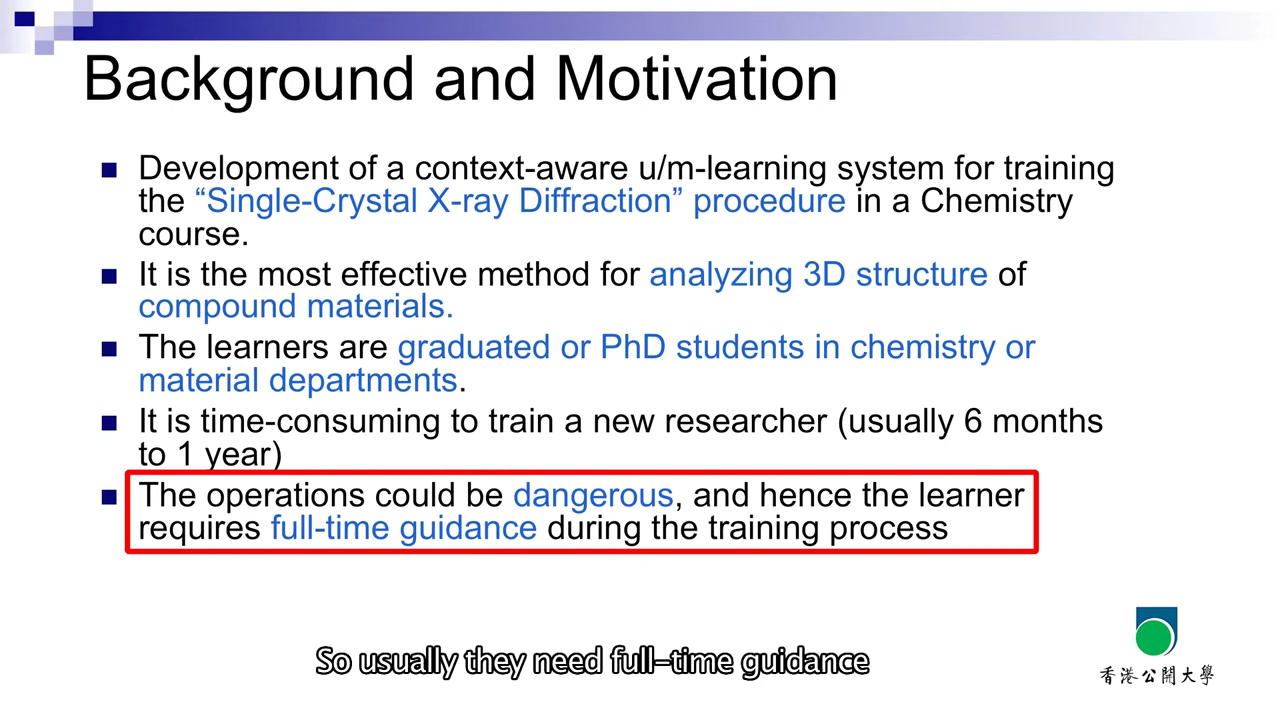 Background and Motivation
Development of a context-aware u/m-learning system for training
the “Single-Crystal X-ray Diffraction” procedure in a Chemistry
course.
It is the most effective method for analyzing 3D structure of
compound materials.
The learners are graduated or PhD students in chemistry or
material departments.
It is time-consuming to train a new researcher (usually 6 months
to 1 year)
The operations could be dangerous, and hence the learner
requires full-time guidance during the training process
So usually they need full-time guidance
香港公開大學